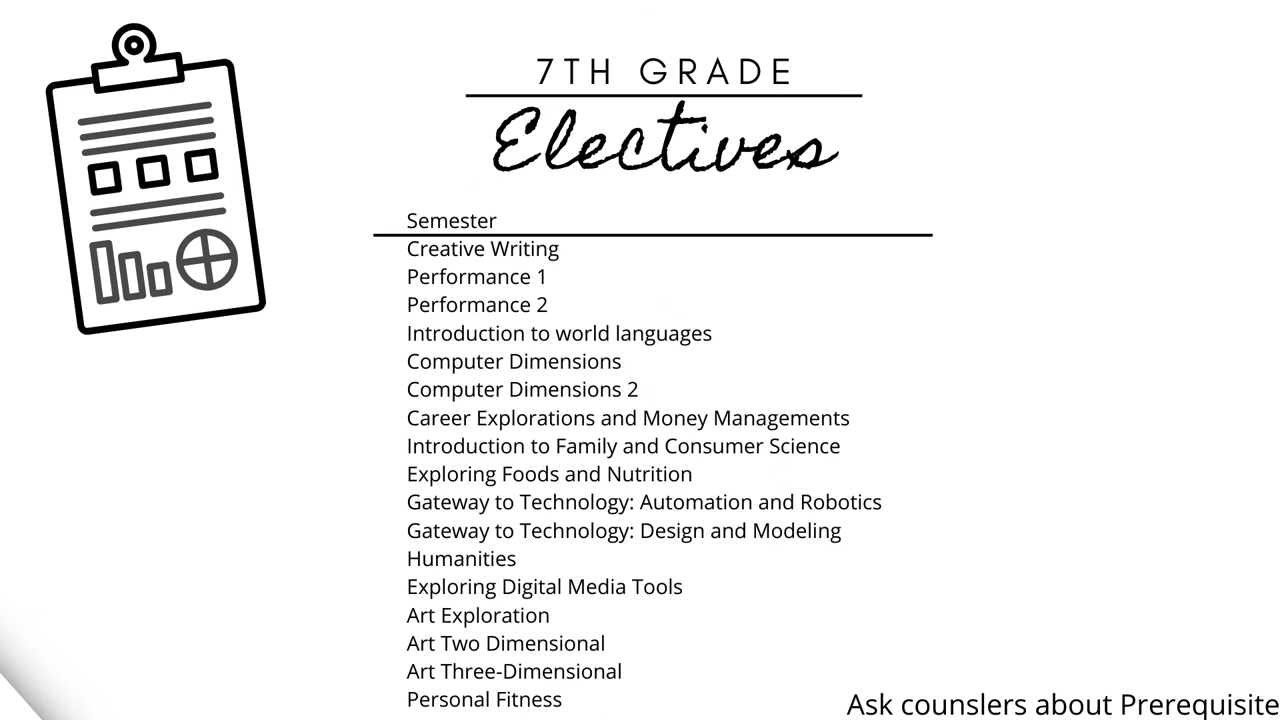 7TH GRADE
Electives
Semester
Creative Writing
Performance 1
Performance 2
Introduction to world languages
Computer Dimensions
Computer Dimensions 2
Career Explorations and Money Managements
Introduction to Family and Consumer Science
Exploring Foods and Nutrition
Gateway to Technology: Automation and Robotics
Gateway to Technology: Design and Modeling
Humanities
Exploring Digital Media Tools
Art Exploration
Art Two Dimensional
Art Three-Dimensional
Personal Fitness
Ask counslers about Prerequisite